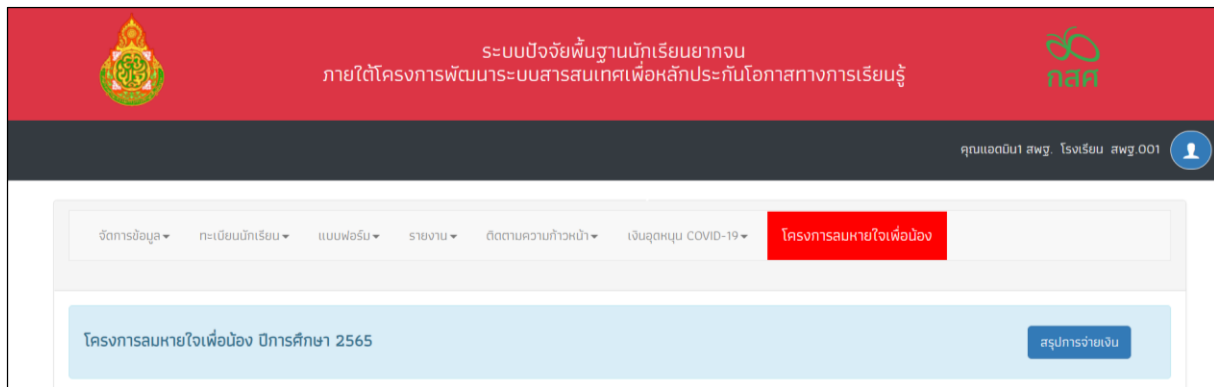 ระบบปัจจัยพื้นฐานนักเรียนยากจน
ภายใต้โครงการพัฒนาระบบสารสนเทศเพื่อหลักประกันโอกาสทางการเรียนรู้
กสศ
คุณแอดมิน1 สพฐ. โรงเรียน สพฐ.001
จัดการข้อมูล ทะเบียนนักเรียน แบบฟอร์ม รายงาน ติดตามความก้าวหน้า เงินอุดหนุน COVID-19 โครงการลมหายใจเพื่อน้อง
โครงการลมหายใจเพื่อน้อง ปีการศึกษา 2565 สรุปการจ่ายเงิน